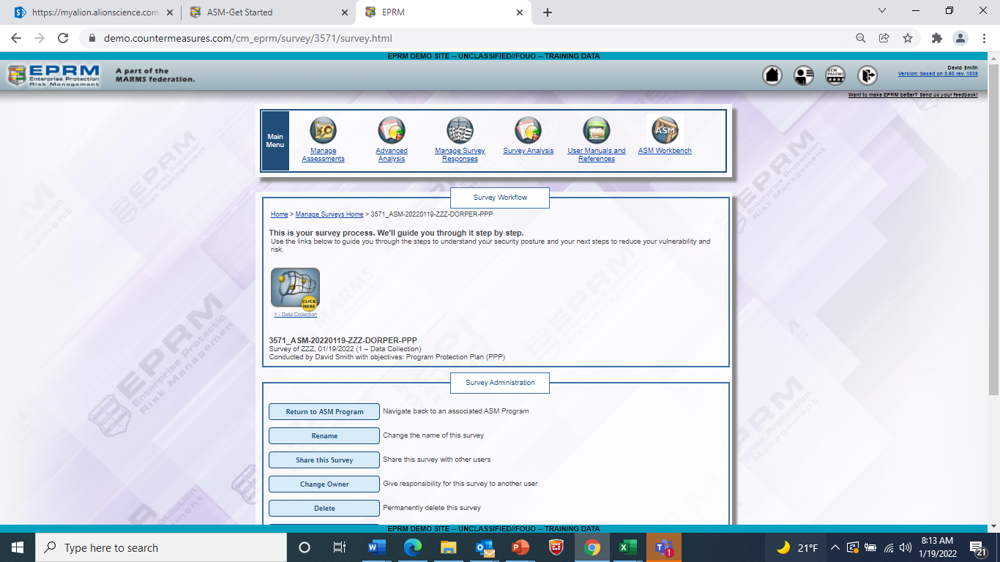 https://myalion.alionscience.com
ASM-Get Started
EPRM
demo.countermeasures.com/cm_eprm/survey/3571/survey.html
EPRM DEMO SITE -- UNCLASSIFIED//FOUO -- TRAINING DATA
EPRM
Enterprise Protection
Risk Management
A part of the
MARMS federation.
NEW
David Smith
Version: based on 3.60 rev. 1839
Want to make EPRM better? Send us your feedback!
Main
Menu
Manage
Assessments
Advanced
Analysis
Manage Survey
Responses
Survey Analysis
User Manuals and
References
ASM
ASM Workbench
Survey Workflow
Home > Manage Surveys Home > 3571_ASM-20220119-ZZZ-DORPER-PPP
This is your survey process. We'll guide you through it step by step.
Use the links below to guide you through the steps to understand your security posture and your next steps to reduce your vulnerability and
risk.
CLICK
HERE
1 - Data Collection
3571_ASM-20220119-ZZZ-DORPER-PPP
Survey of ZZZ, 01/19/2022 (1 – Data Collection)
Conducted by David Smith with objectives: Program Protection Plan (PPP)
Survey Administration
Return to ASM Program Navigate back to an associated ASM Program
Rename Change the name of this survey
Share this Survey Share this survey with other users
Change Owner Give responsibility for this survey to another user
Delete Permanently delete this survey
EPRM DEMO SITE -- UNCLASSIFIED//FOUO -- TRAINING DATA
Type here to search
21°F
8:13 AM
1/19/2022
21